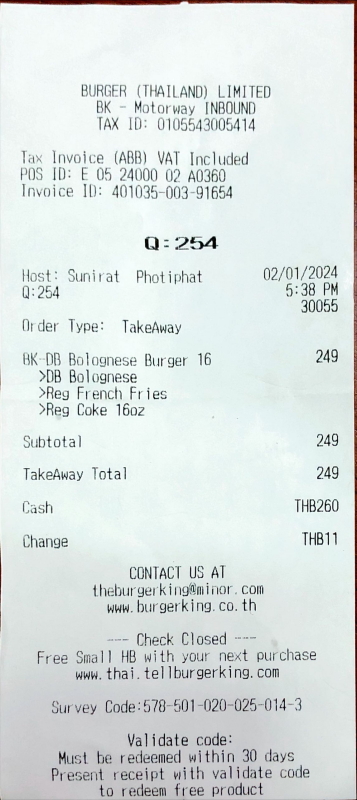 BURGER (THAILAND) LIMITED
BK - Motorway INBOUND
TAX ID: 0105543005414
Tax Invoice (ABB) VAT Included
POS ID: E 05 24000 02 A0360
Invoice ID: 401035-003-91654
Q:254
Host: Sunirat Photiphat 02/01/2024
Q:254 5:38 PM
30055
Order Type: TakeAway
BK-DB Bolognese Burger 16 249
>DB Bolognese
>Reg French Fries
>Reg Coke 16oz
Subtotal 249
TakeAway Total 249
Cash THB260
Change THB11
CONTACT US AT
theburgerking@minor.com
www.burgerking.co.th
--- Check Closed ---
Free Small HB with your next purchase
www.thai.tellburgerking.com
Survey Code:578-501-020-025-014-3
Validate code:
Must be redeemed within 30 days
Present receipt with validate code
to redeem free product